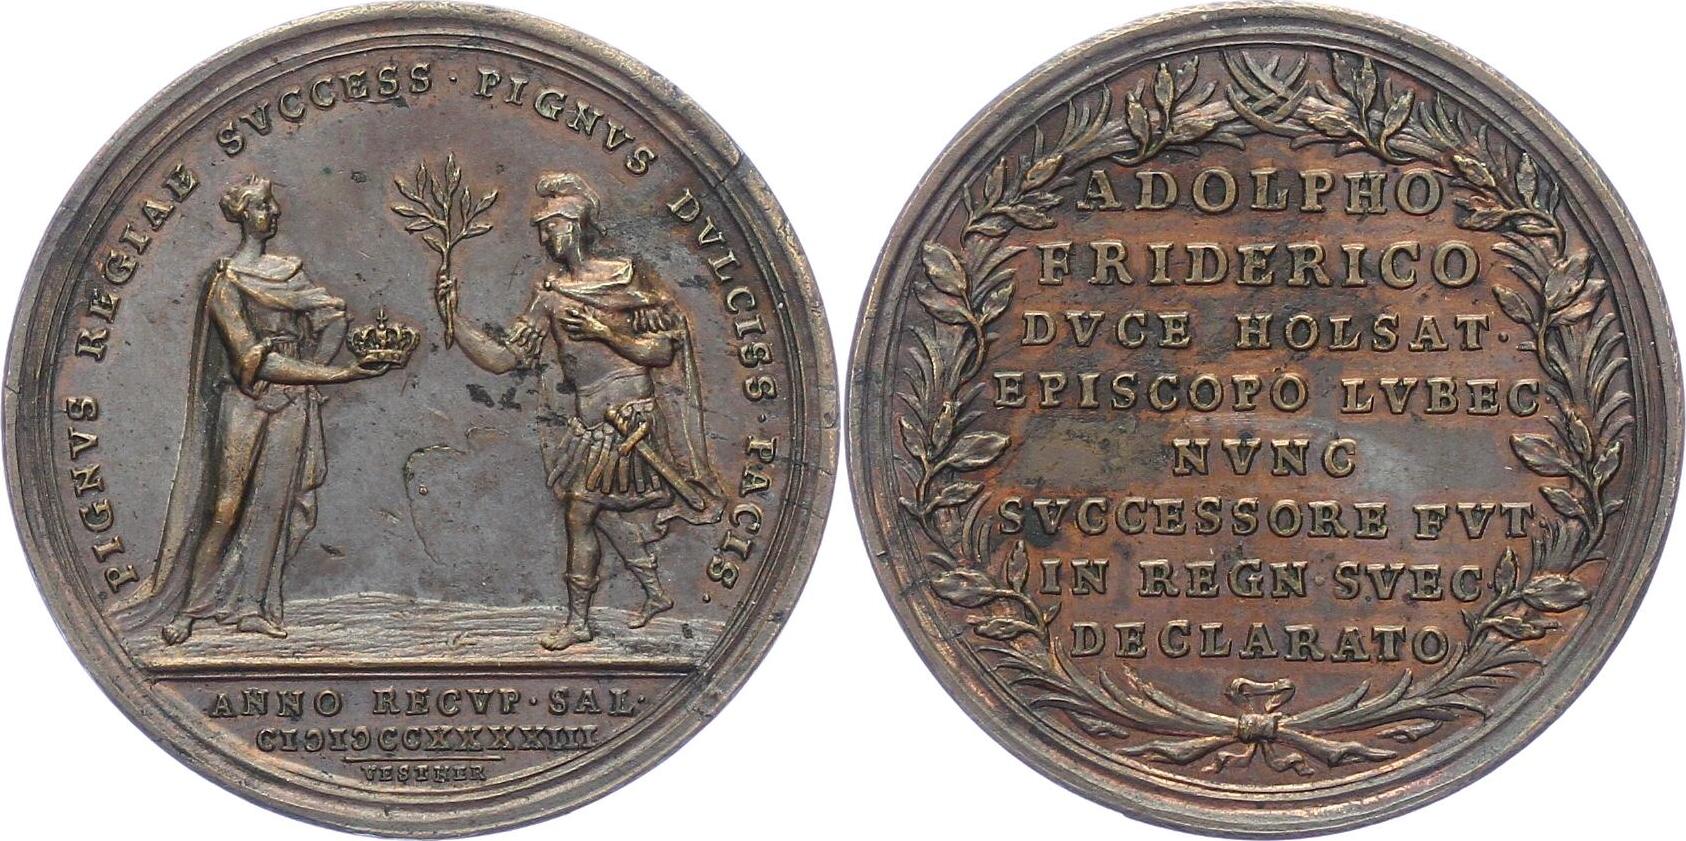 PIGNVS REGIAE SVCCESS · PIGNVS DVLCISS · PACIS ·
ANNO RECVP · SAL ·
CIƆIƆCCXXXXIII
VESTNER
ADOLPHO
FRIDERICO
DVCE HOLSAT ·
EPISCOPO LVBEC ·
NVNC
SVCCESSORE FVT ·
IN REGN · SVEC ·
DECLARATO